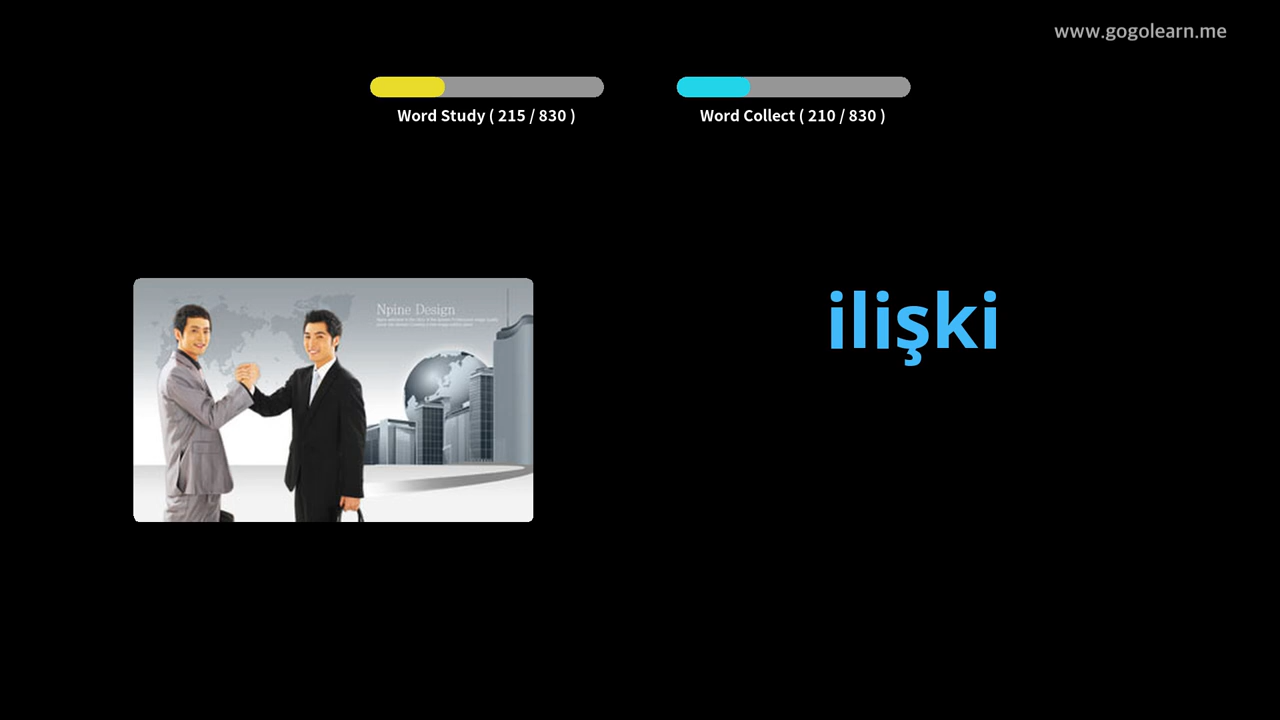 www.gogolearn.me
Word Study ( 215 / 830 )
Word Collect ( 210 / 830 )
Npine Design
ilişki